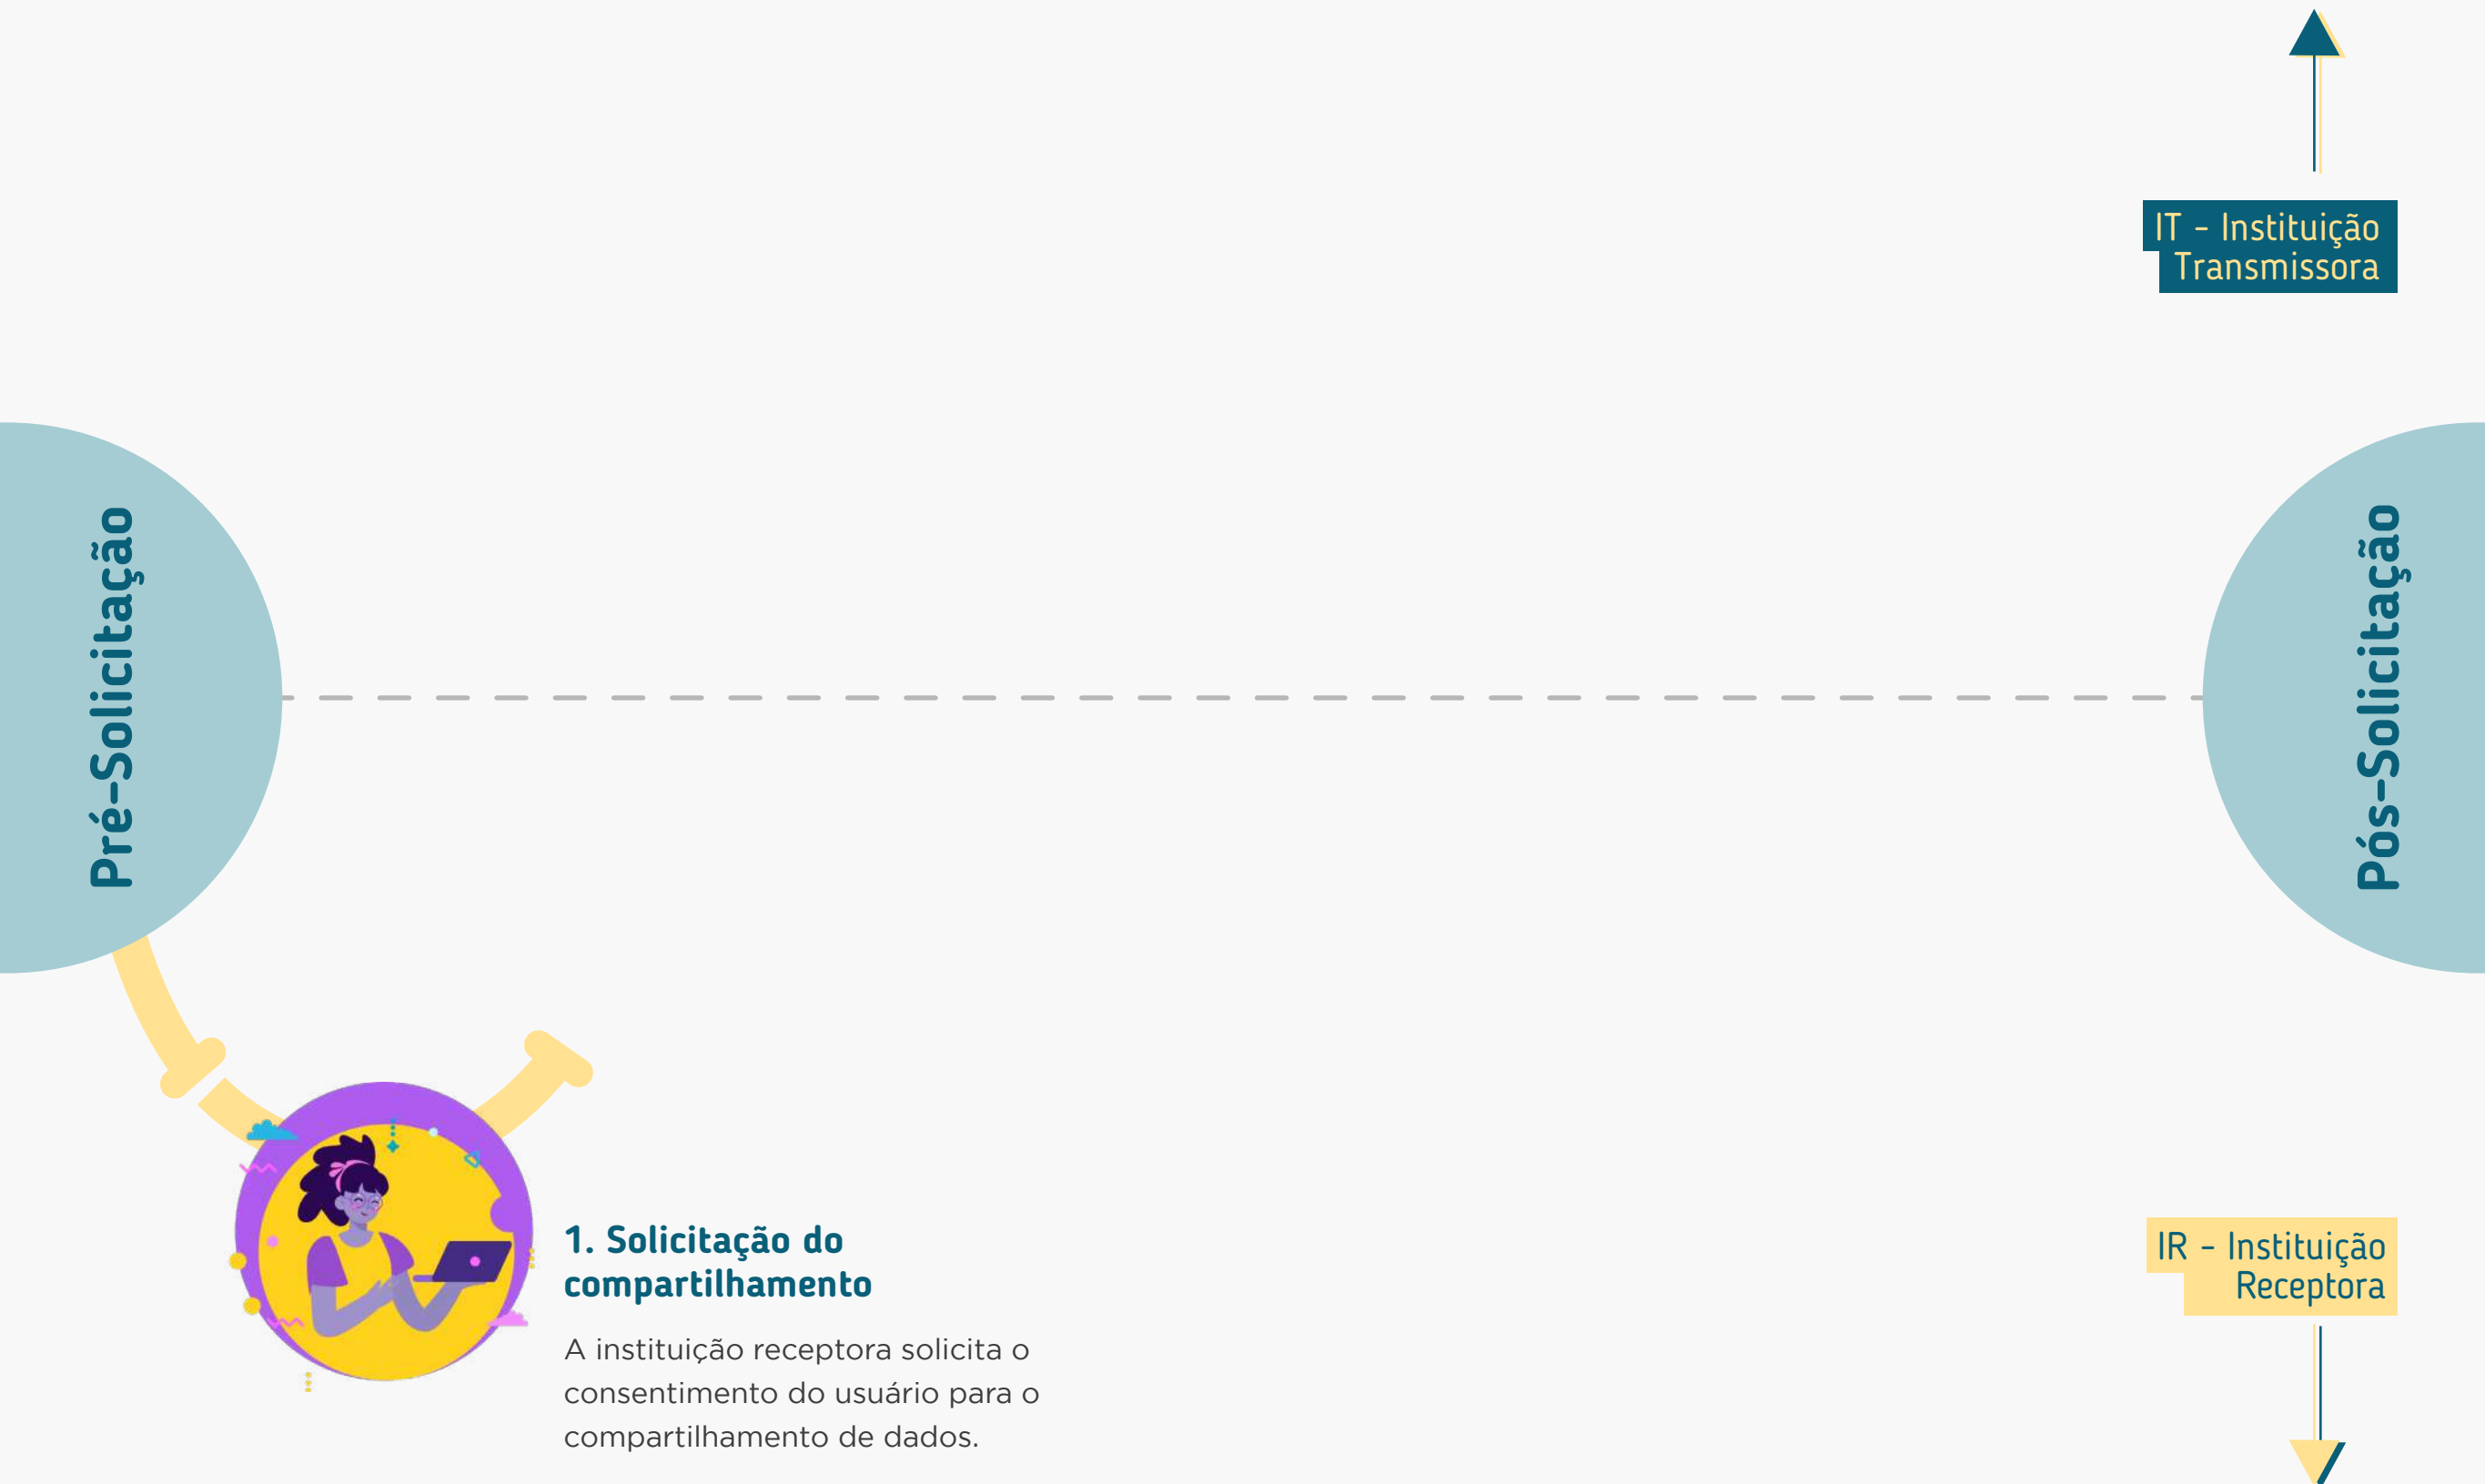 IT - Instituição
Transmissora
Pré-Solicitação
Pós-Solicitação
1. Solicitação do
compartilhamento
A instituição receptora solicita o
consentimento do usuário para o
compartilhamento de dados.
IR - Instituição
Receptora